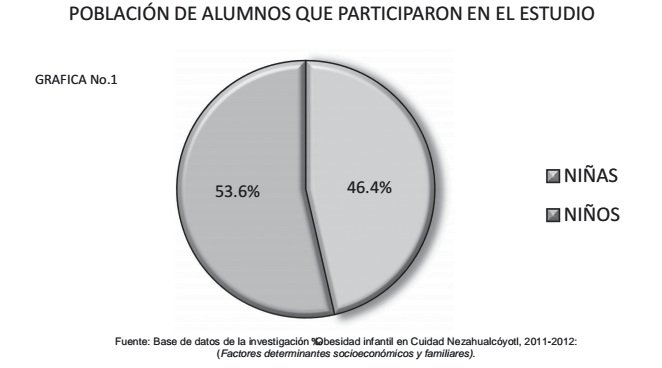 POBLACIÓN DE ALUMNOS QUE PARTICIPARON EN EL ESTUDIO
GRAFICA No.1
53.6%
46.4%
NIÑAS
NIÑOS
Fuente: Base de datos de la investigación %Obesidad infantil en Cuidad Nezahualcóyotl, 2011-2012:
(Factores determinantes socioeconómicos y familiares).